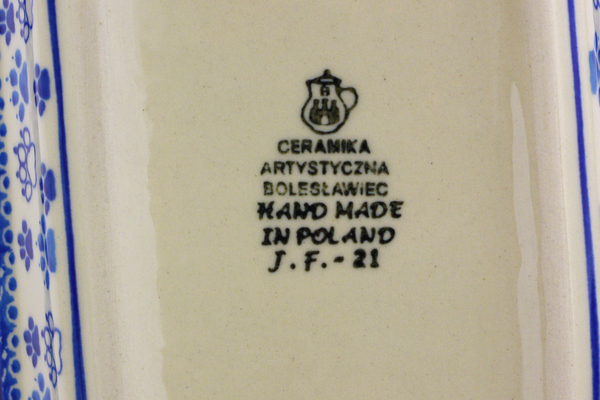 CERAMIKA
ARTYSTYCZNA
BOLESŁAWIEC
HAND MADE
IN POLAND
J.F.-21